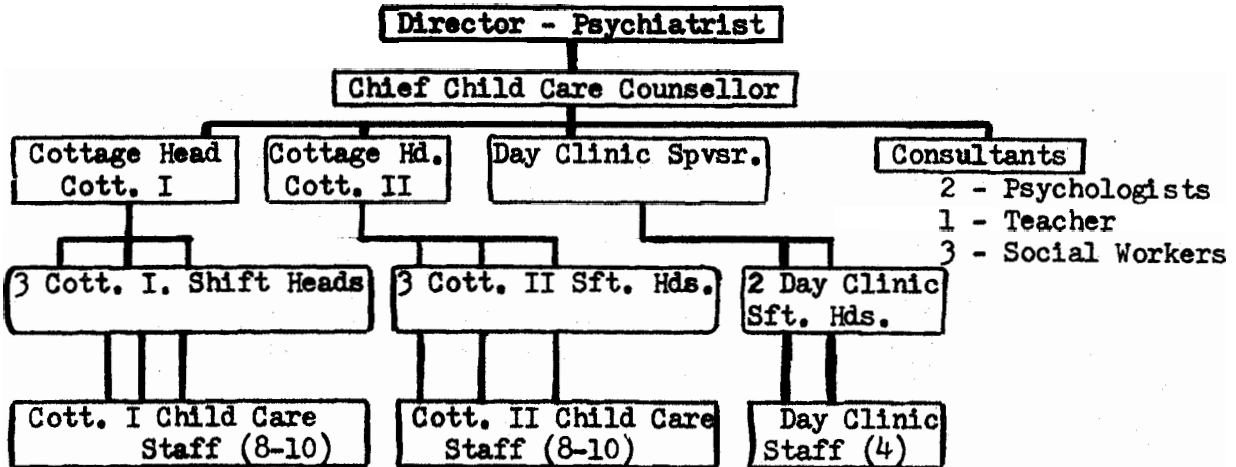 Director - Psychiatrist
Chief Child Care Counsellor
Cottage Head
Cott. I
Cottage Hd.
Cott. II
Day Clinic Spvsr.
Consultants
2 - Psychologists
1 - Teacher
3 - Social Workers
3 Cott. I. Shift Heads
3 Cott. II Sft. Hds.
2 Day Clinic
Sft. Hds.
Cott. I Child Care
Staff (8-10)
Cott. II Child Care
Staff (8-10)
Day Clinic
Staff (4)